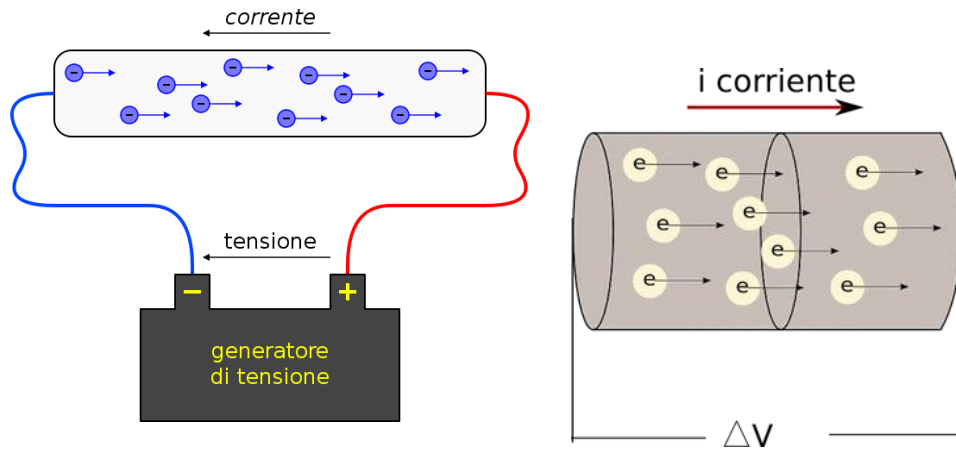 corrente
- - - - - - - - - -
tensione
− +
generatore
di tensione
i corriente
e e e e e e e e e e
△V